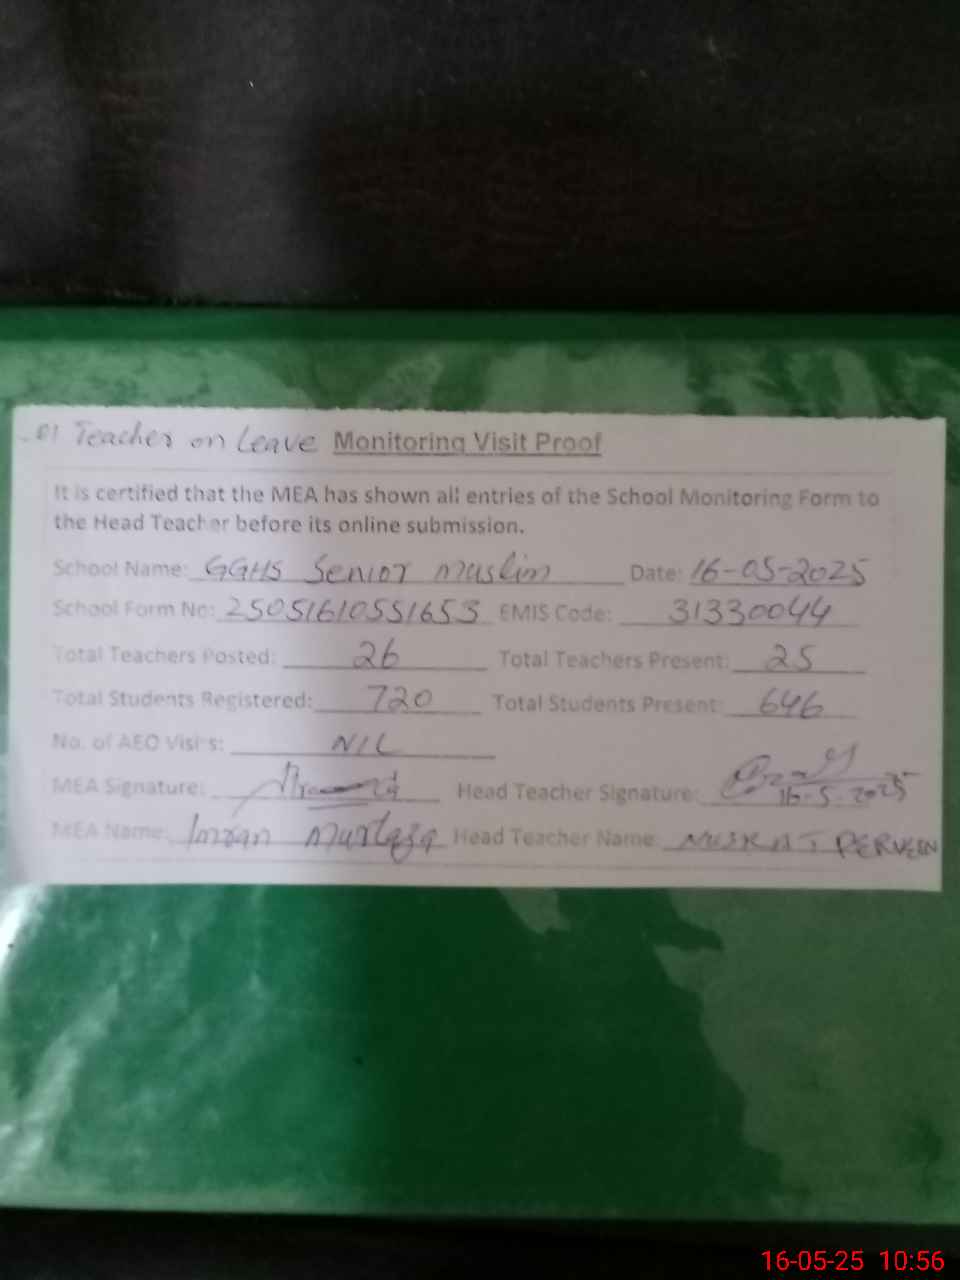 01 Teacher on Leave Monitoring Visit Proof
It is certified that the MEA has shown all entries of the School Monitoring Form to
the Head Teacher before its online submission.
School Name: GGHS Senior Muslim Date: 16-05-2025
School Form No: 25051610551653 EMIS Code: 31330044
Total Teachers Posted: 26 Total Teachers Present: 25
Total Students Registered: 720 Total Students Present: 646
No. of AEO Visits: NIL
MEA Signature: Head Teacher Signature:
16-5-2025
MEA Name: Imran Murtaza Head Teacher Name: PERVEEN
16-05-25 10:56